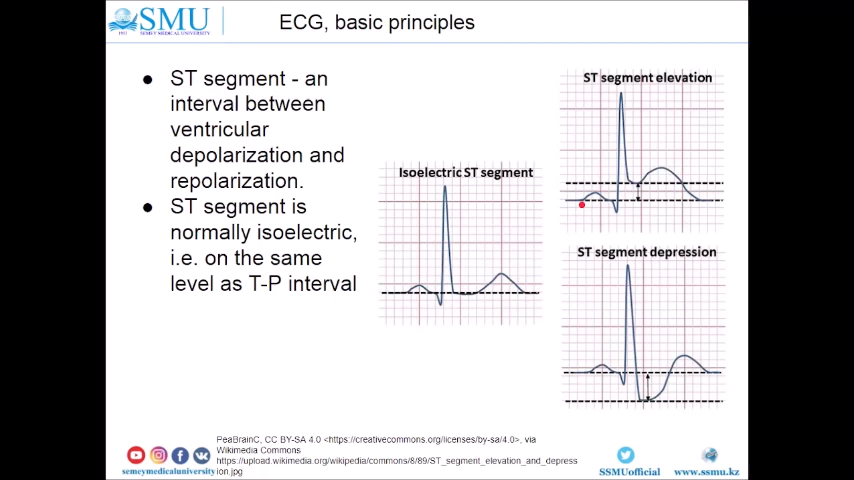 SMU
SEMEY MEDICAL UNIVERSITY
ECG, basic principles
● ST segment - an
interval between
ventricular
depolarization and
repolarization.
● ST segment is
normally isoelectric,
i.e. on the same
level as T-P interval
Isoelectric ST segment
ST segment elevation
ST segment depression
PeaBrainC, CC BY-SA 4.0 <https://creativecommons.org/licenses/by-sa/4.0>, via
Wikimedia Commons
https://upload.wikimedia.org/wikipedia/commons/8/89/ST_segment_elevation_and_depress
ion.jpg
semeymedicaluniversity
SSMUofficial
www.ssmu.kz